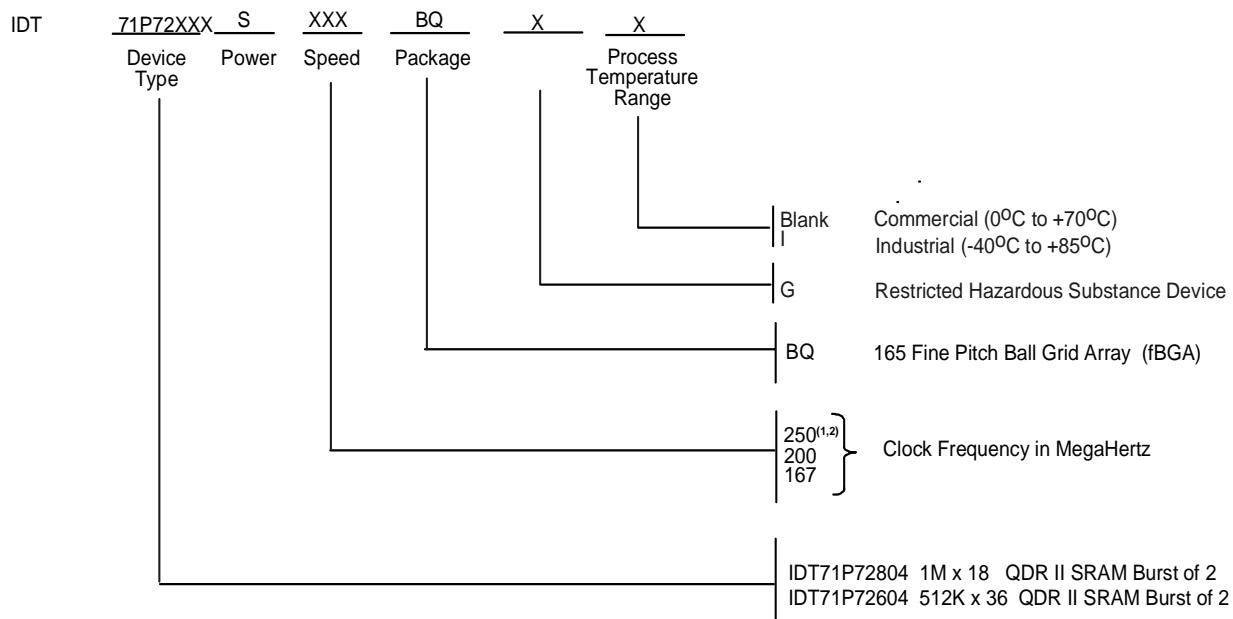 IDT 71P72XXX S XXX BQ X X
Device Type Power Speed Package Process Temperature Range
Blank Commercial (0ºC to +70ºC)
I Industrial (-40ºC to +85ºC)
G Restricted Hazardous Substance Device
BQ 165 Fine Pitch Ball Grid Array (fBGA)
250(1,2)
200 Clock Frequency in MegaHertz
167
IDT71P72804 1M x 18 QDR II SRAM Burst of 2
IDT71P72604 512K x 36 QDR II SRAM Burst of 2